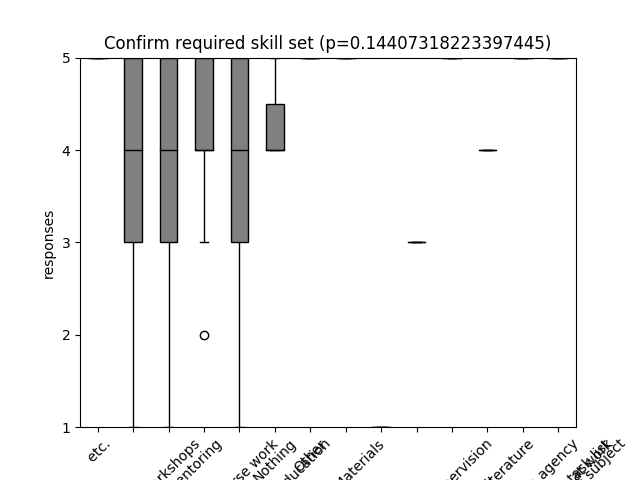 Confirm required skill set (p=0.14407318223397445)
responses
5
4
3
2
1
etc.
rkshops
entoring
se work
Nothing
ducation
Other
Materials
ervision
terature
agency
subject